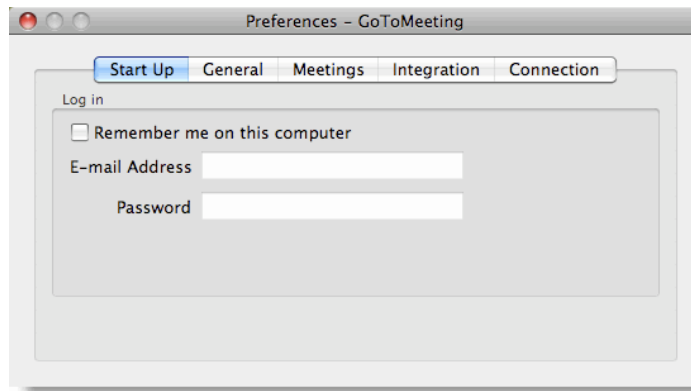 Preferences – GoToMeeting
Start Up General Meetings Integration Connection
Log in
Remember me on this computer
E-mail Address
Password